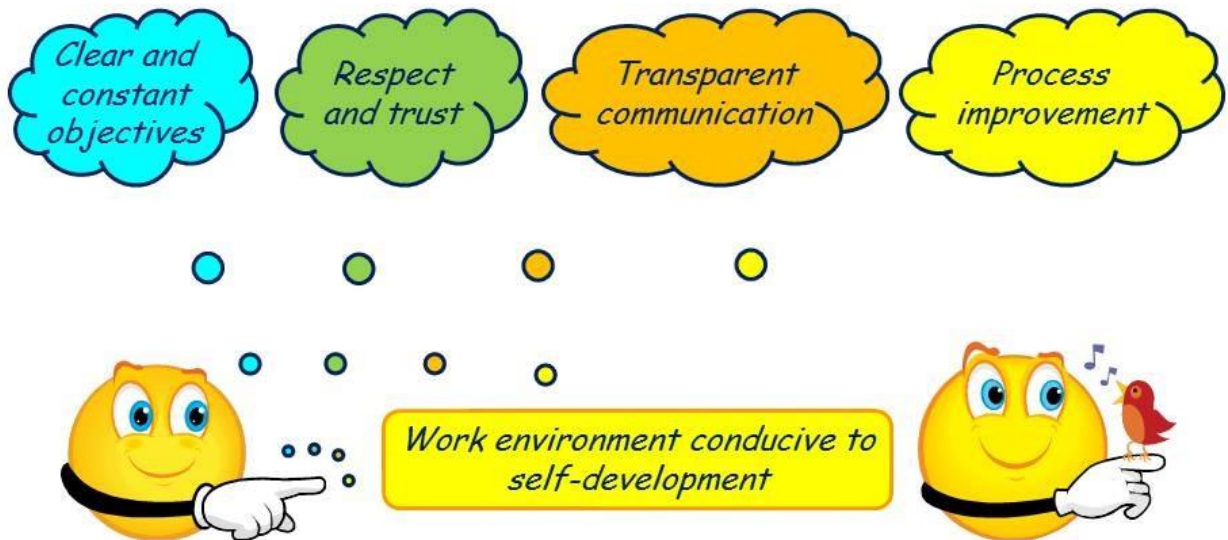 Clear and
constant
objectives
Respect
and trust
Transparent
communication
Process
improvement
Work environment conducive to
self-development